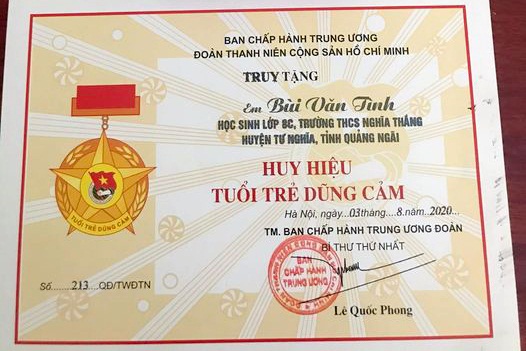 BAN CHẤP HÀNH TRUNG ƯƠNG
ĐOÀN THANH NIÊN CỘNG SẢN HỒ CHÍ MINH
TRUY TẶNG
Em Bùi Văn Tình
HỌC SINH LỚP 8C, TRƯỜNG THCS NGHĨA THẮNG
HUYỆN TƯ NGHĨA, TỈNH QUẢNG NGÃI
HUY HIỆU
TUỔI TRẺ DŨNG CẢM
TUỔI TRẺ DŨNG CẢM
Hà Nội, ngày...03tháng....8.năm..2020...
TM. BAN CHẤP HÀNH TRUNG ƯƠNG ĐOÀN
BÍ THƯ THỨ NHẤT
BAN
CHẤP HÀNH
TRUNG ƯƠNG
Số......213...QĐ/TWĐTN
Lê Quốc Phong